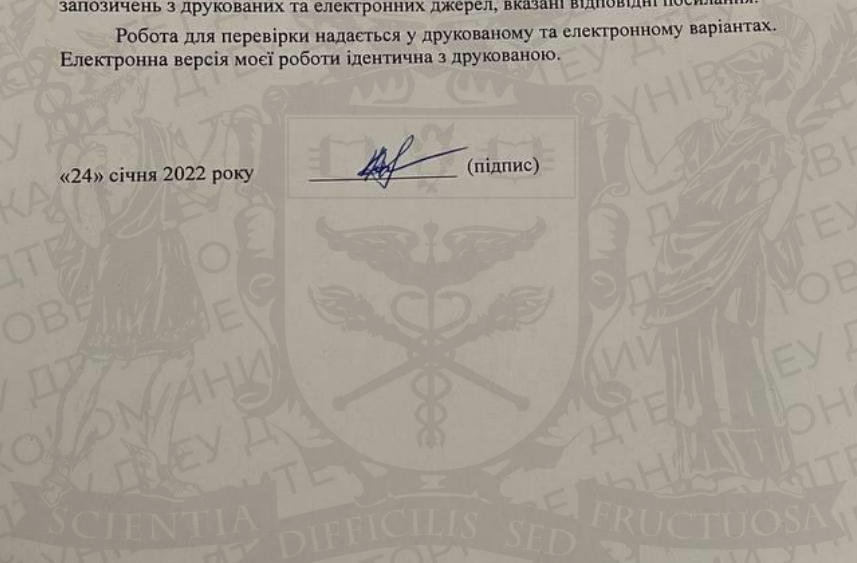 запозичень з друкованих та електронних джерел, вказані відповідні посилання.
Робота для перевірки надається у друкованому та електронному варіантах.
Електронна версія моєї роботи ідентична з друкованою.
«24» січня 2022 року (підпис)
SCIENTIA DIFFICILIS SED FRUCTUOSA